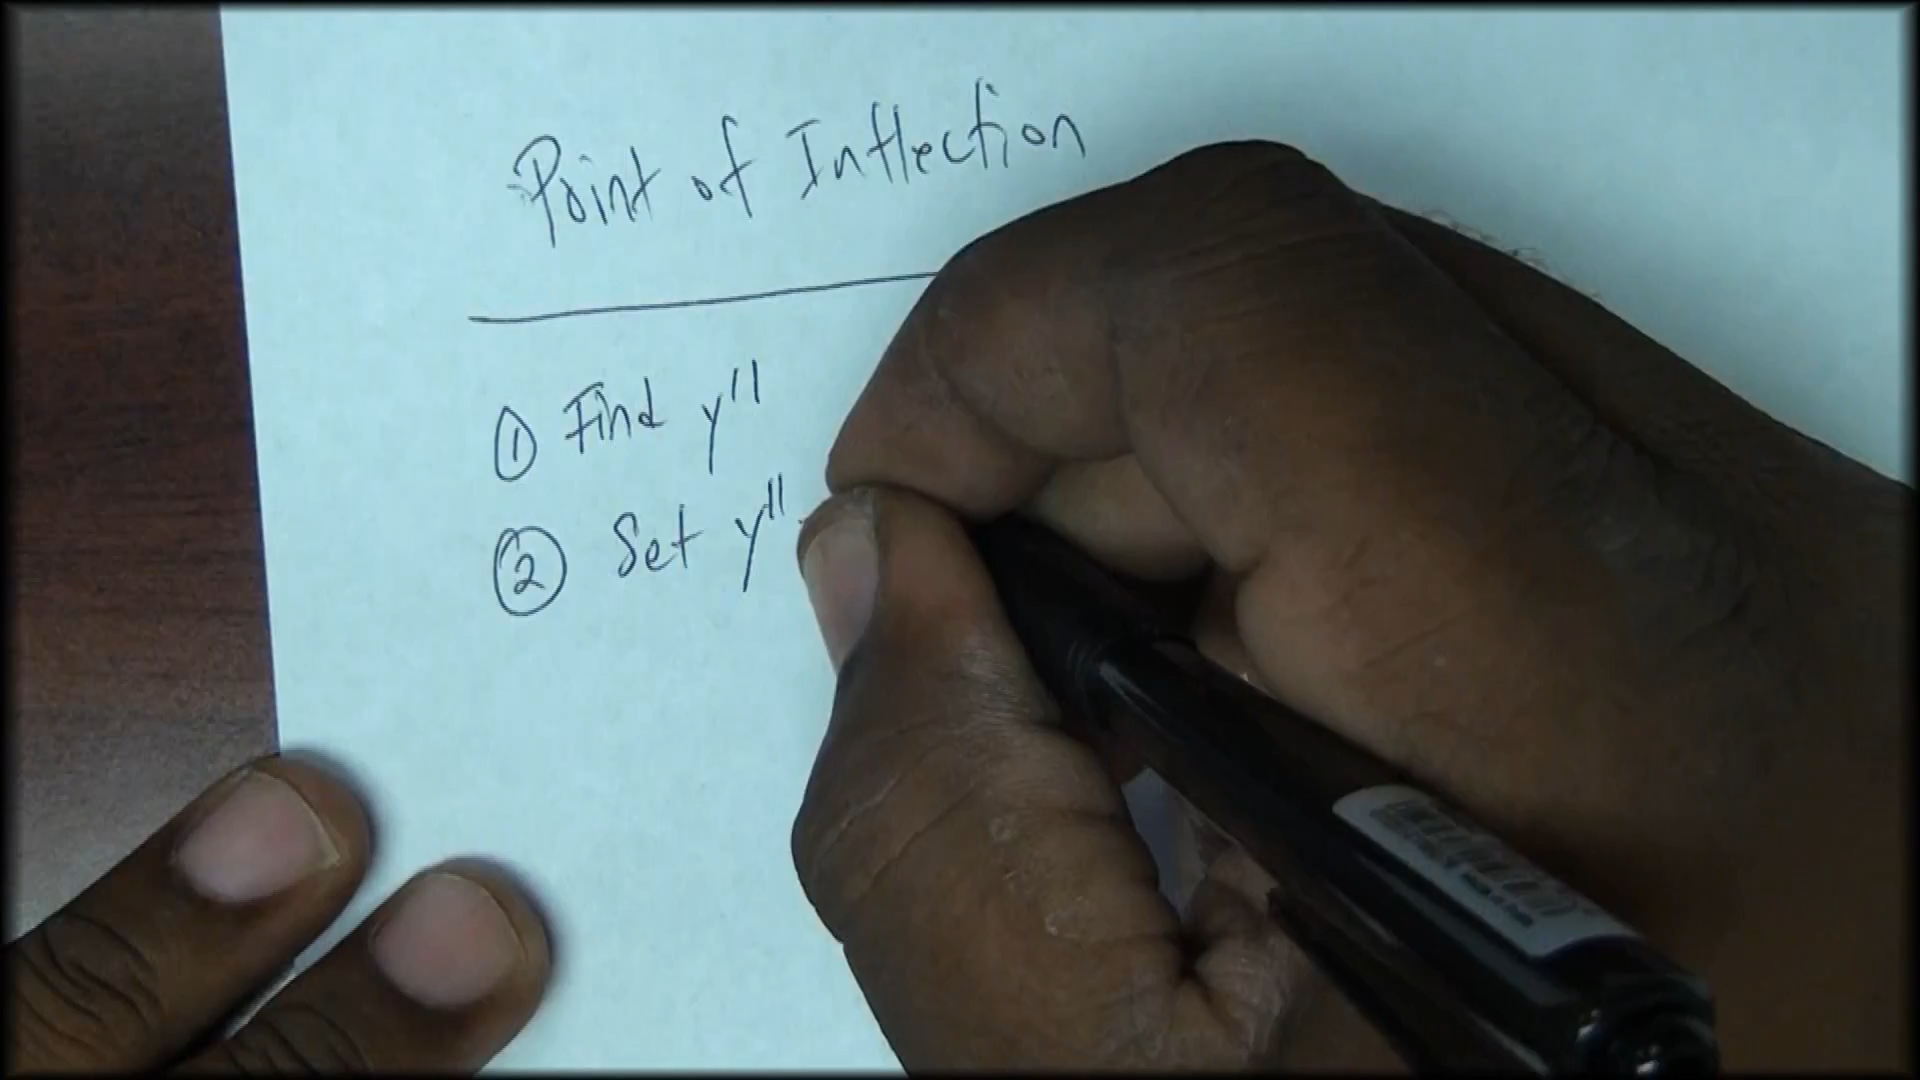 Point of Inflection
① Find y''
② Set y''